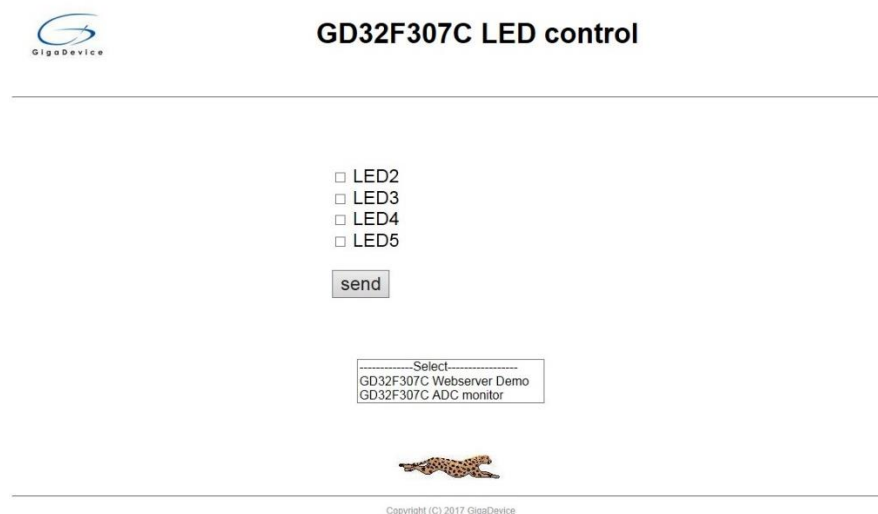 GigaDevice
GD32F307C LED control
LED2
LED3
LED4
LED5
send
-------------Select-----------------
GD32F307C Webserver Demo
GD32F307C ADC monitor
Copyright (C) 2017 GigaDevice